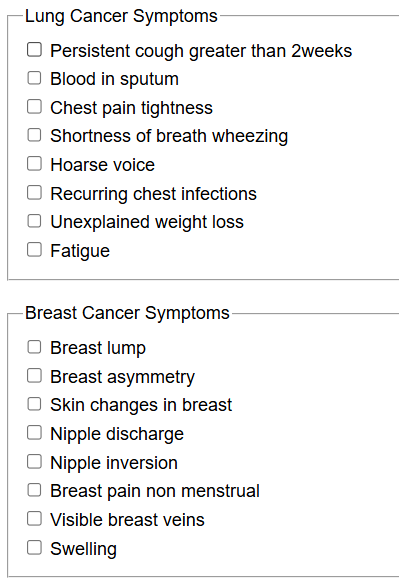 Lung Cancer Symptoms
Persistent cough greater than 2weeks
Blood in sputum
Chest pain tightness
Shortness of breath wheezing
Hoarse voice
Recurring chest infections
Unexplained weight loss
Fatigue
Breast Cancer Symptoms
Breast lump
Breast asymmetry
Skin changes in breast
Nipple discharge
Nipple inversion
Breast pain non menstrual
Visible breast veins
Swelling